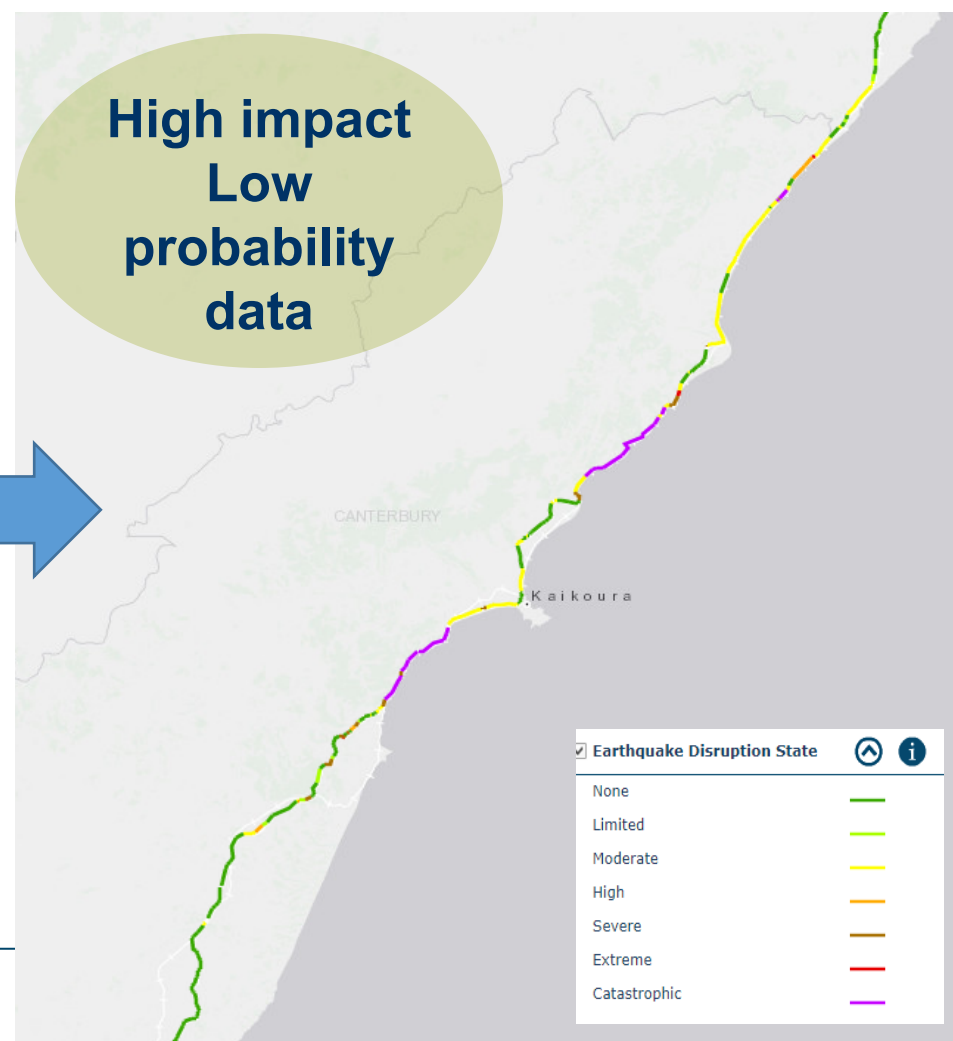 High impact
Low
probability
data
CANTERBURY
Kaikoura
Earthquake Disruption State
None
Limited
Moderate
High
Severe
Extreme
Catastrophic